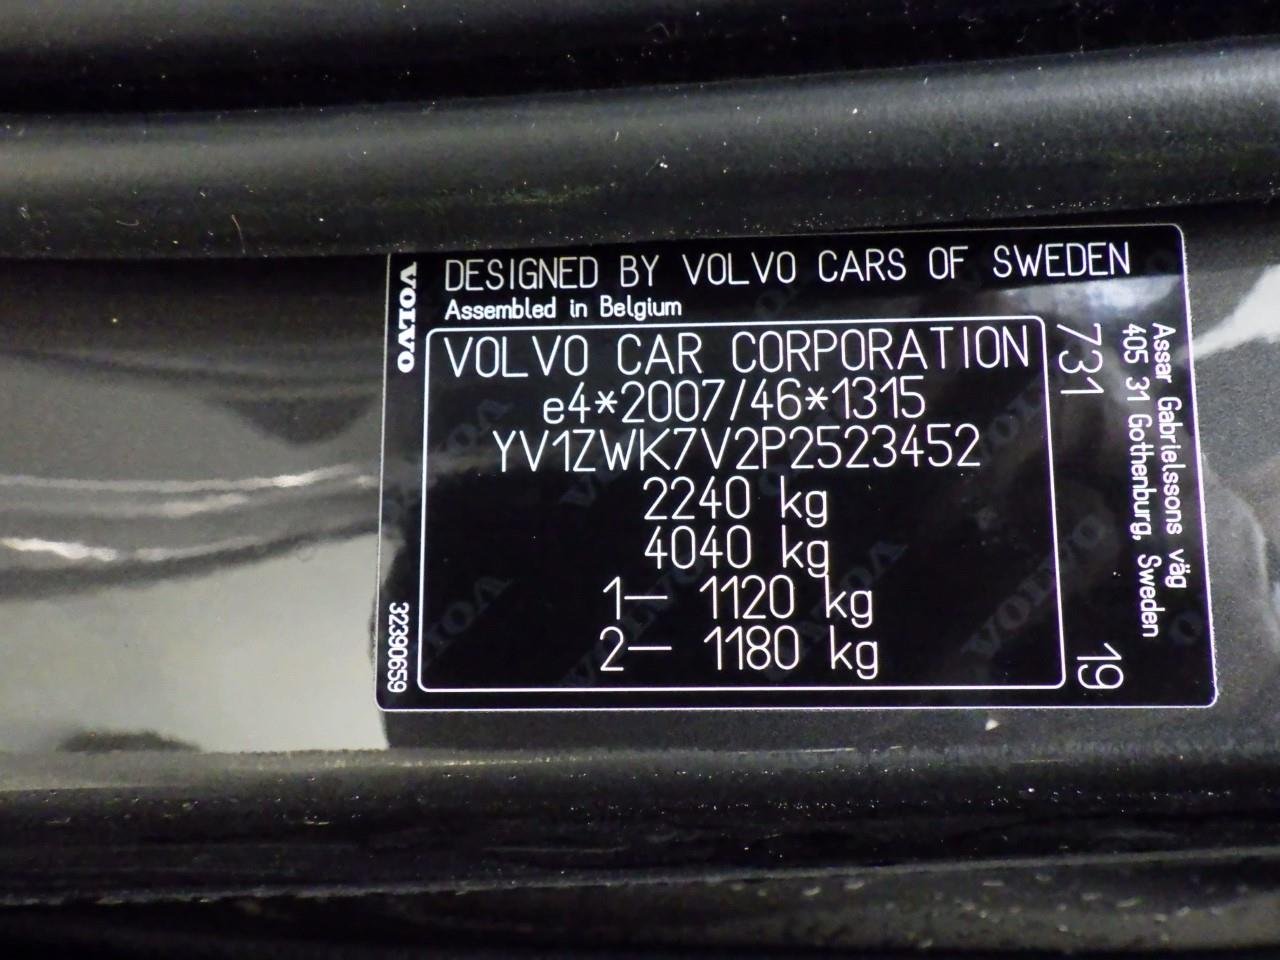 DESIGNED BY VOLVO CARS OF SWEDEN
Assembled in Belgium
VOLVO
VOLVO CAR CORPORATION
e4*2007/46*1315
YV1ZWK7V2P2523452
2240 kg
4040 kg
1— 1120 kg
2— 1180 kg
32390659
731
19
Assar Gabrielssons väg
405 31 Gothenburg, Sweden